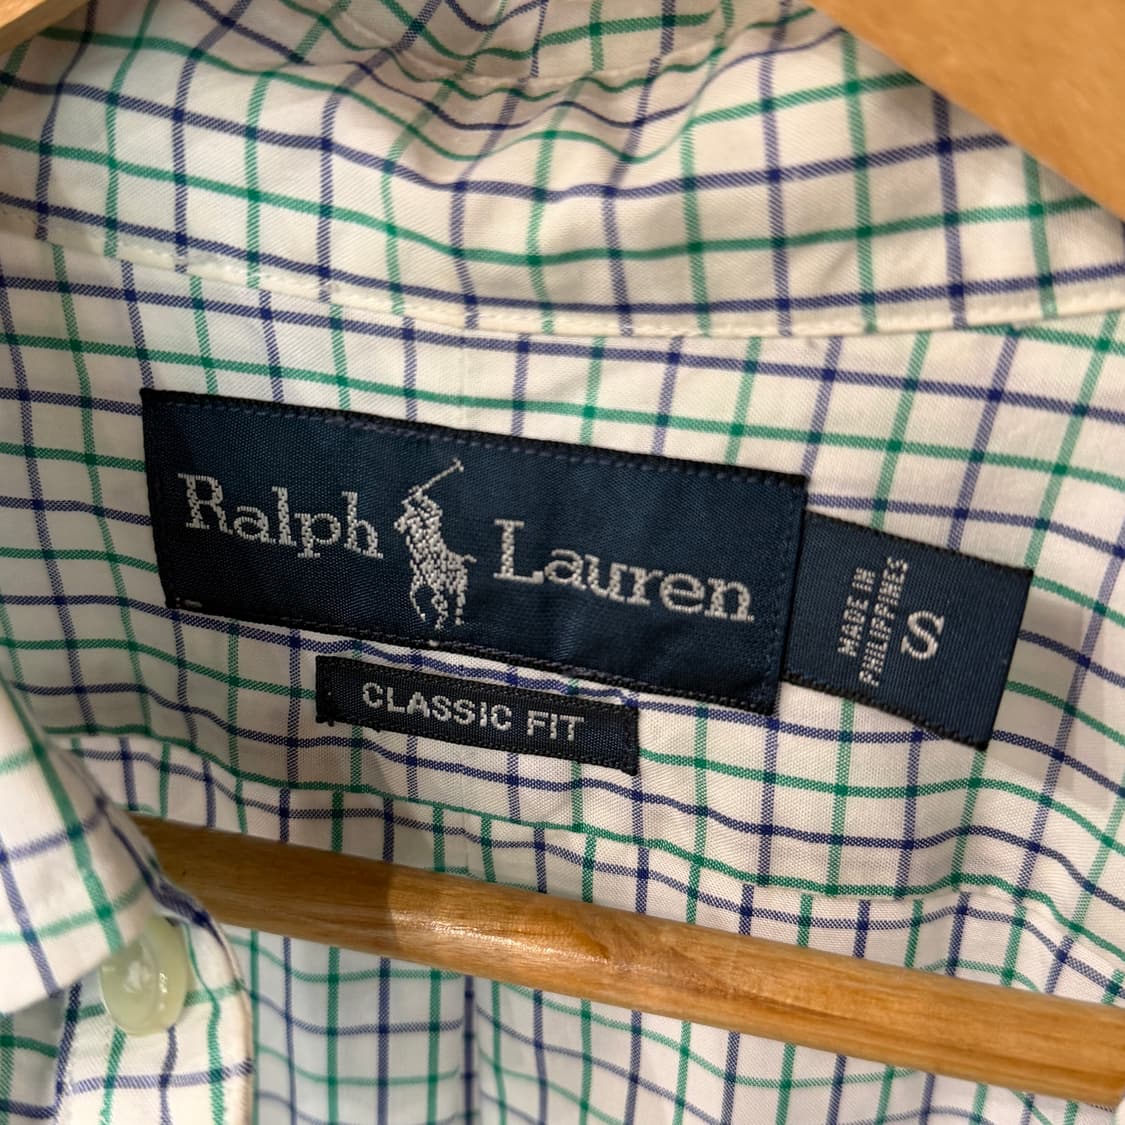 Ralph Lauren
CLASSIC FIT
MADE IN
PHILIPPINES
S